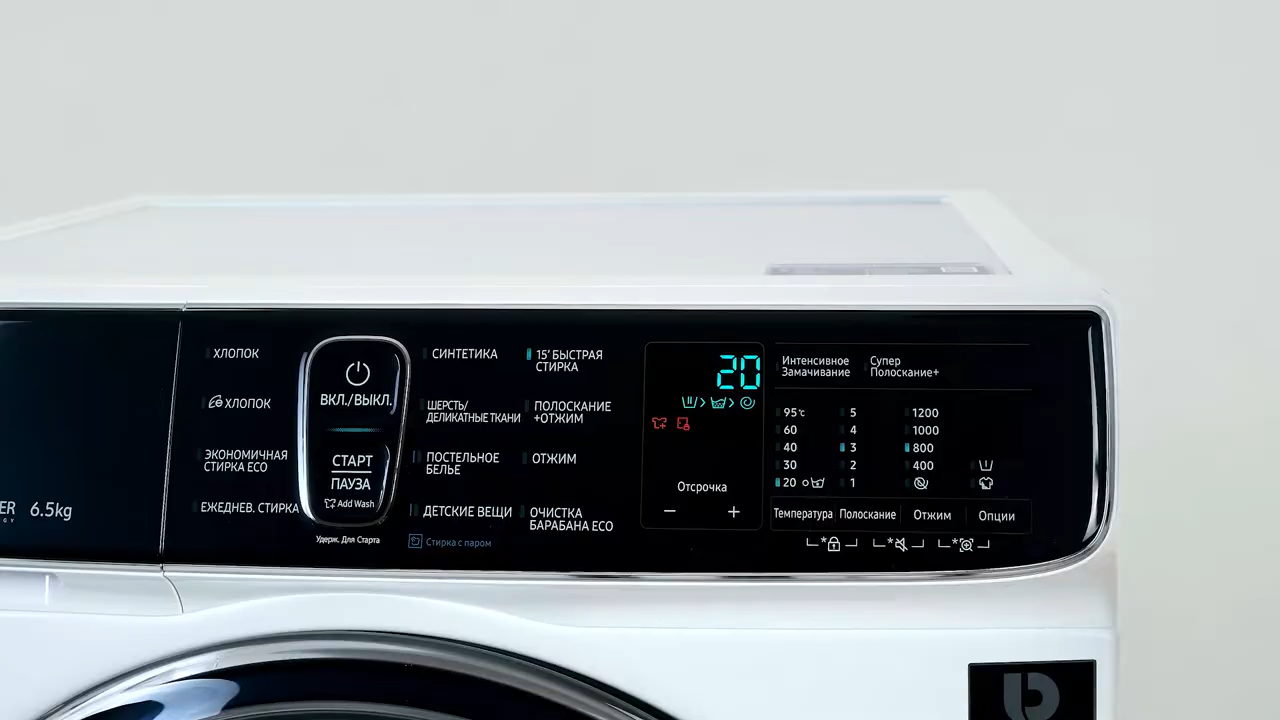 ХЛОПОК
ХЛОПОК
ЭКОНОМИЧНАЯ
СТИРКА ECO
ЕЖЕДНЕВ. СТИРКА
6.5kg
ВКЛ./ВЫКЛ.
СТАРТ
ПАУЗА
Add Wash
Удерж. Для Старта
СИНТЕТИКА
ШЕРСТЬ/
ДЕЛИКАТНЫЕ ТКАНИ
ПОСТЕЛЬНОЕ
БЕЛЬЕ
ДЕТСКИЕ ВЕЩИ
Стирка с паром
15' БЫСТРАЯ
СТИРКА
ПОЛОСКАНИЕ
+ОТЖИМ
ОТЖИМ
ОЧИСТКА
БАРАБАНА ECO
20
Отсрочка
− +
Интенсивное
Замачивание
Супер
Полоскание+
95°c 5 1200
60 4 1000
40 3 800
30 2 400
20 1
Температура Полоскание Отжим Опции